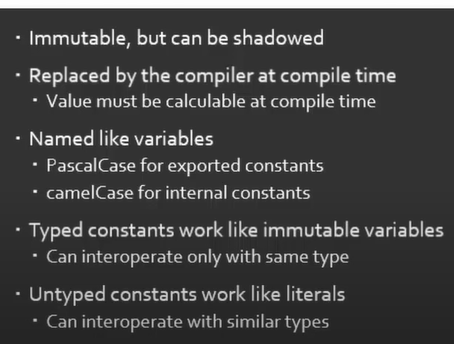 · Immutable, but can be shadowed
· Replaced by the compiler at compile time
· Value must be calculable at compile time
· Named like variables
· PascalCase for exported constants
· camelCase for internal constants
· Typed constants work like immutable variables
· Can interoperate only with same type
· Untyped constants work like literals
· Can interoperate with similar types